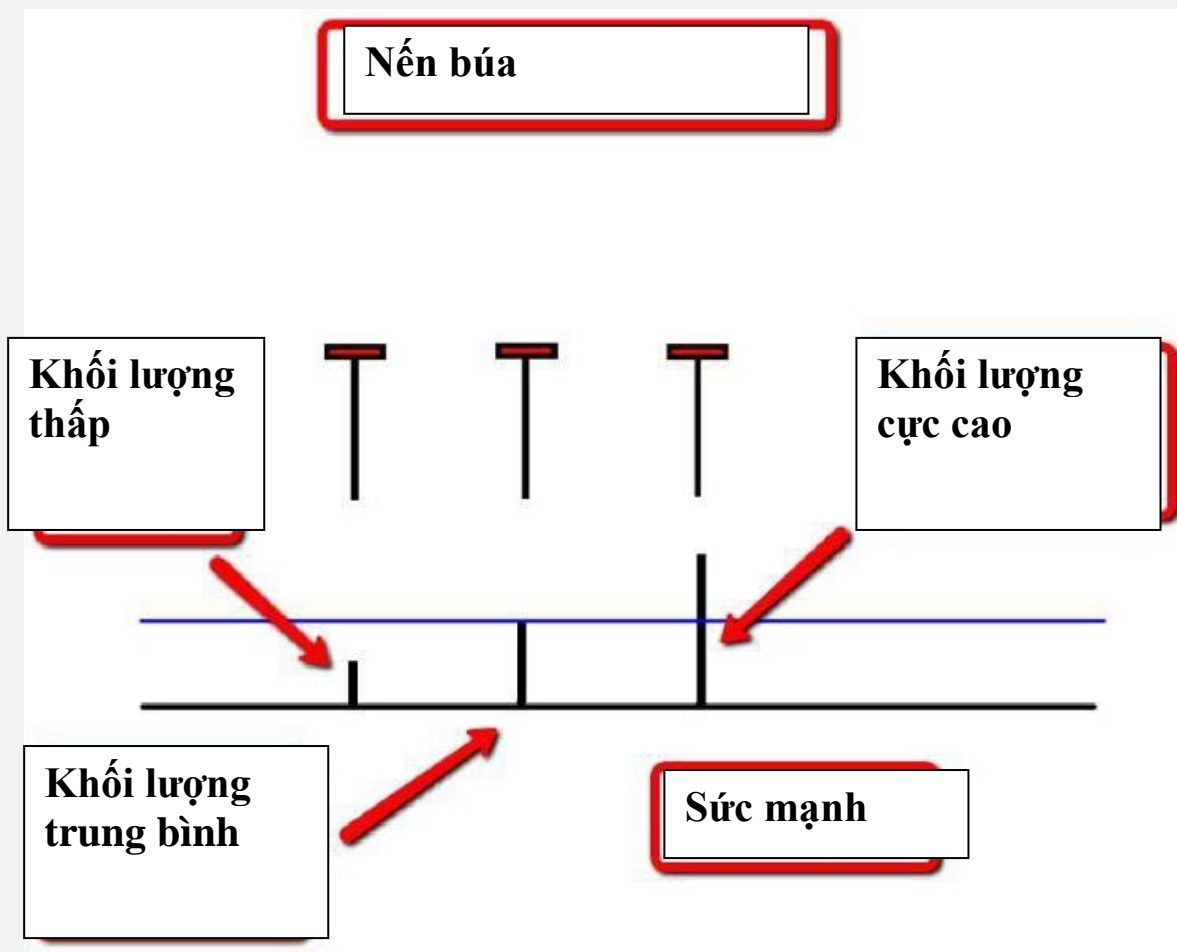 Nến búa
Khối lượng
thấp
Khối lượng
cực cao
Khối lượng
trung bình
Sức mạnh